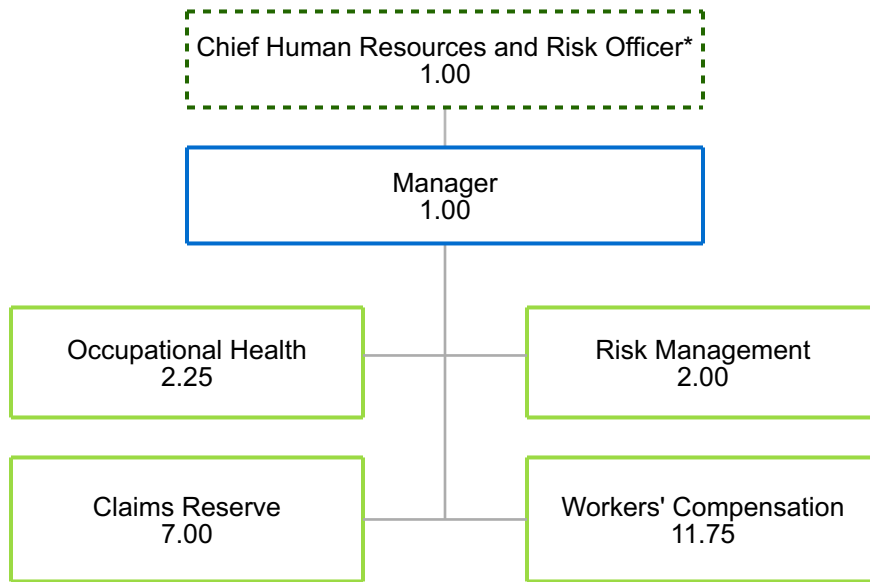 Chief Human Resources and Risk Officer*
1.00
Manager
1.00
Occupational Health
2.25
Risk Management
2.00
Claims Reserve
7.00
Workers' Compensation
11.75